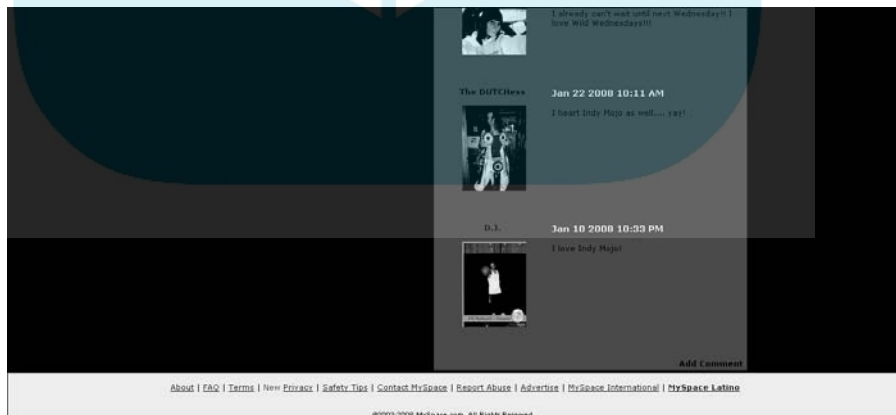 I already can't wait until next Wednesday!! I
love Wild Wednesdays!!!
The DUTCHess
Jan 22 2008 10:11 AM
I heart Indy Mojo as well.... yay!
D.J.
Jan 10 2008 10:33 PM
I love Indy Mojo!
Add Comment
About | FAQ | Terms | New Privacy | Safety Tips | Contact MySpace | Report Abuse | Advertise | MySpace International | MySpace Latino
©2003-2008 MySpace.com. All Rights Reserved.